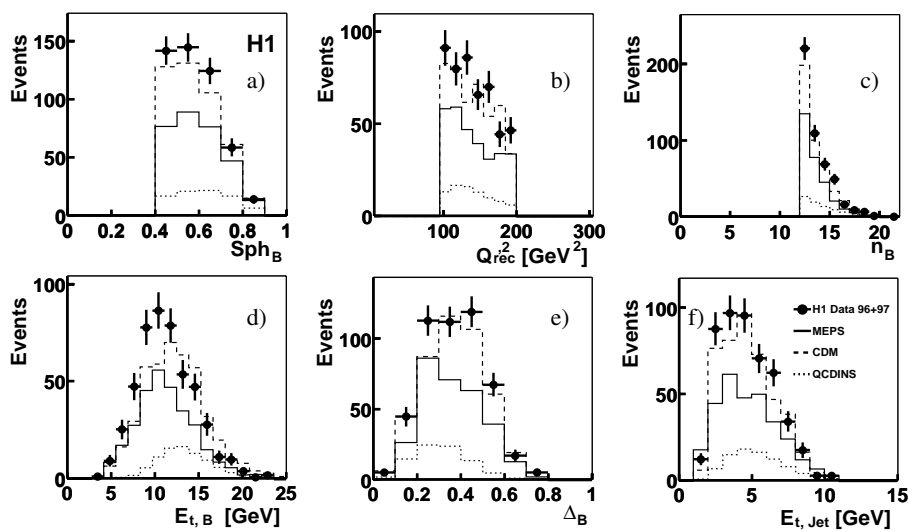 Events
150
100
50
0
H1
a)
0 0.2 0.4 0.6 0.8 1
Sph_B
Events
100
50
0
b)
100 200 300
Q'^2_rec [GeV^2]
Events
200
100
0
c)
0 5 10 15 20
n_B
Events
100
50
0
d)
0 5 10 15 20 25
E_t, B [GeV]
Events
100
0
e)
0 0.2 0.4 0.6 0.8 1
Δ_B
Events
100
50
0
f)
H1 Data 96+97
MEPS
CDM
QCDINS
0 5 10 15
E_t, Jet [GeV]